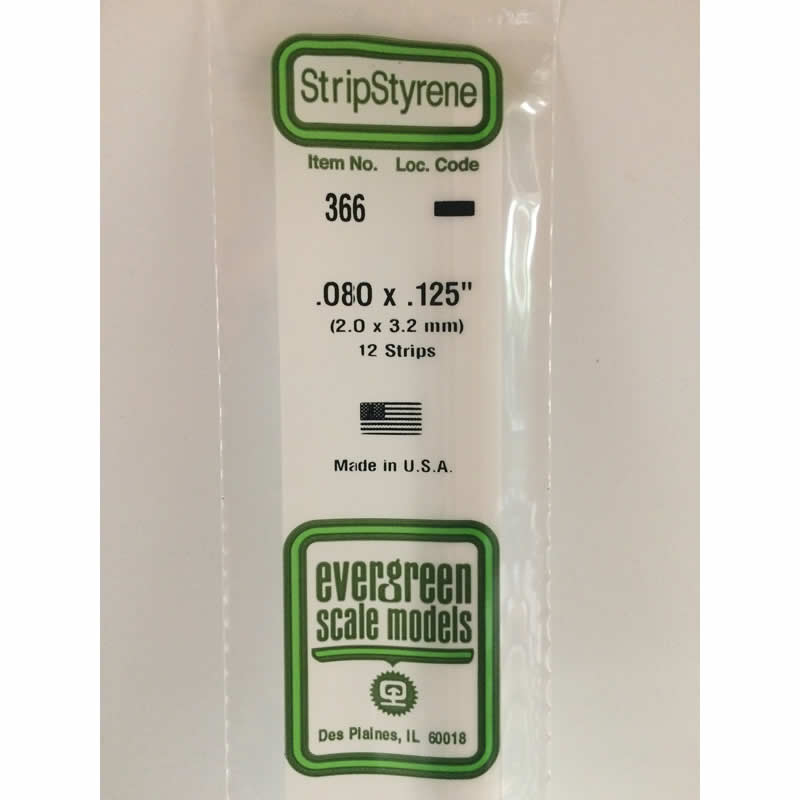 StripStyrene
Item No. Loc. Code
366
.080 x .125"
(2.0 x 3.2 mm)
12 Strips
Made in U.S.A.
evergreen
scale models
Des Plaines, IL 60018